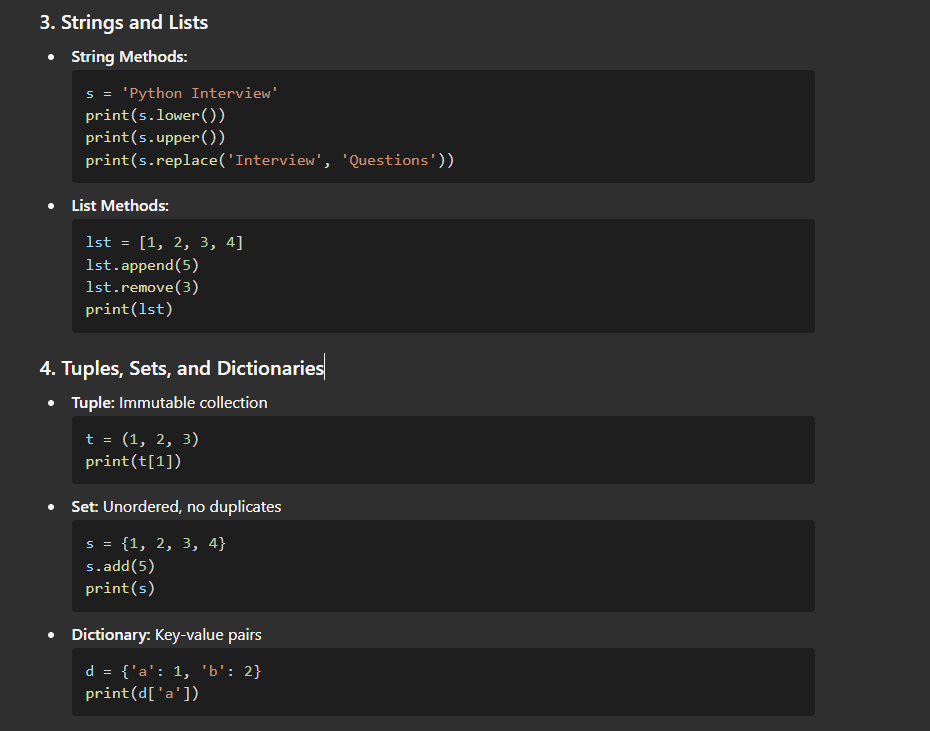 3. Strings and Lists
• String Methods:
s = 'Python Interview'
print(s.lower())
print(s.upper())
print(s.replace('Interview', 'Questions'))
• List Methods:
lst = [1, 2, 3, 4]
lst.append(5)
lst.remove(3)
print(lst)
4. Tuples, Sets, and Dictionaries
• Tuple: Immutable collection
t = (1, 2, 3)
print(t[1])
• Set: Unordered, no duplicates
s = {1, 2, 3, 4}
s.add(5)
print(s)
• Dictionary: Key-value pairs
d = {'a': 1, 'b': 2}
print(d['a'])